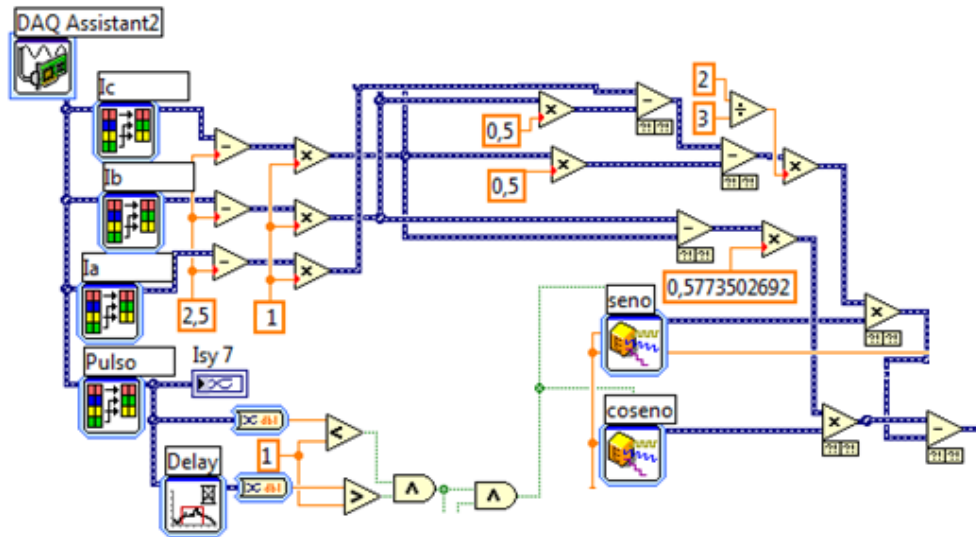 DAQ Assistant2
Ic
2
3
0,5
Ib
0,5
Ia
2,5
1
0,5773502692
seno
Pulso
Isy 7
coseno
1
Delay